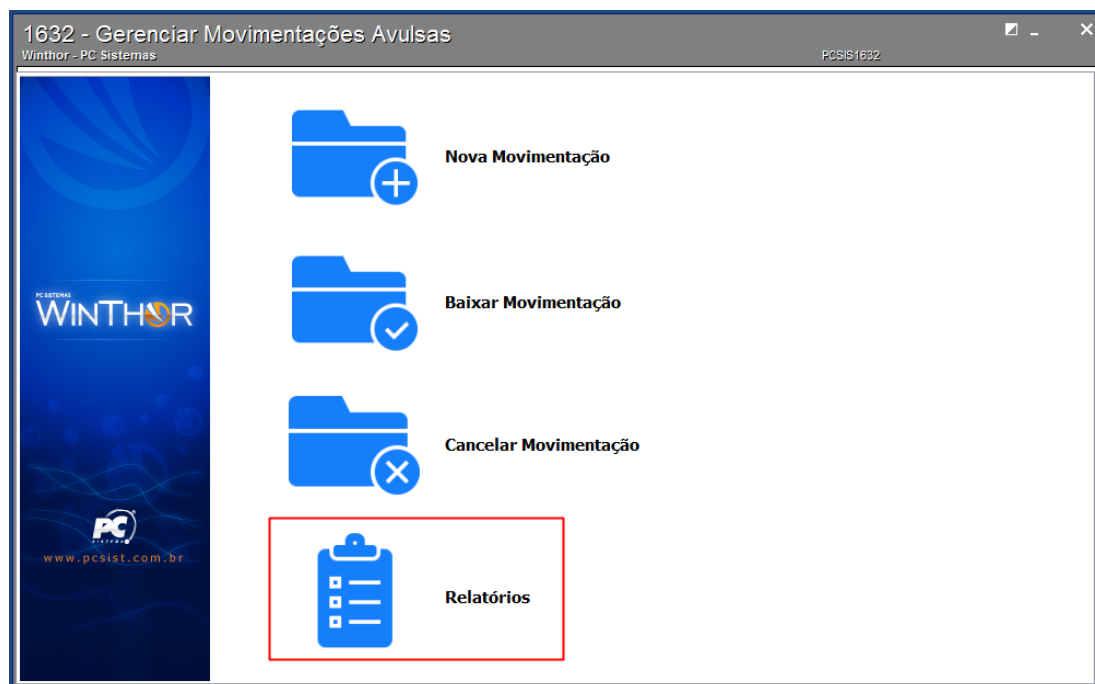 1632 - Gerenciar Movimentações Avulsas
Winthor - PC Sistemas
PCSIS1632
Nova Movimentação
PC SISTEMAS
WINTHOR
Baixar Movimentação
Cancelar Movimentação
PC
SISTEMAS
www.pcsist.com.br
Relatórios